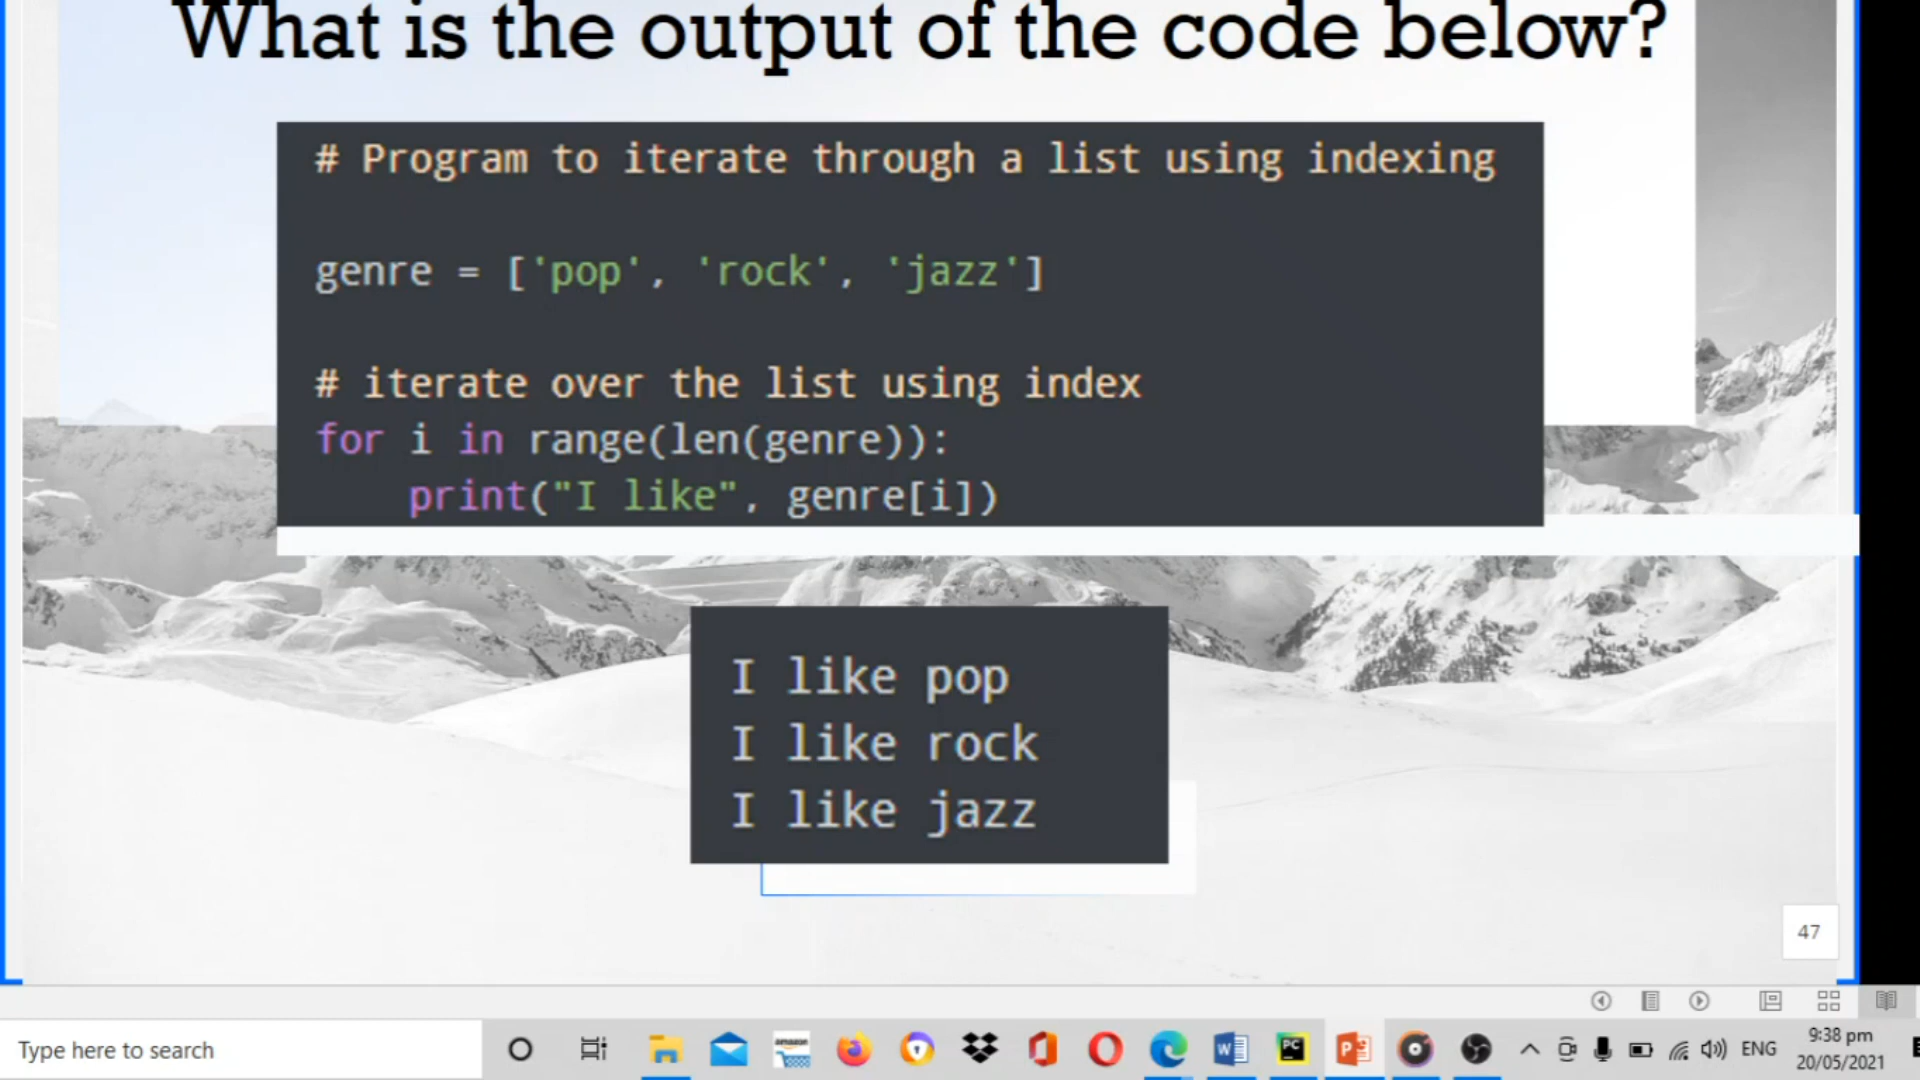 What is the output of the code below?
# Program to iterate through a list using indexing
genre = ['pop', 'rock', 'jazz']
# iterate over the list using index
for i in range(len(genre)):
    print("I like", genre[i])
I like pop
I like rock
I like jazz
47
Type here to search
amazon
W
PC
P
ENG
9:38 pm
20/05/2021